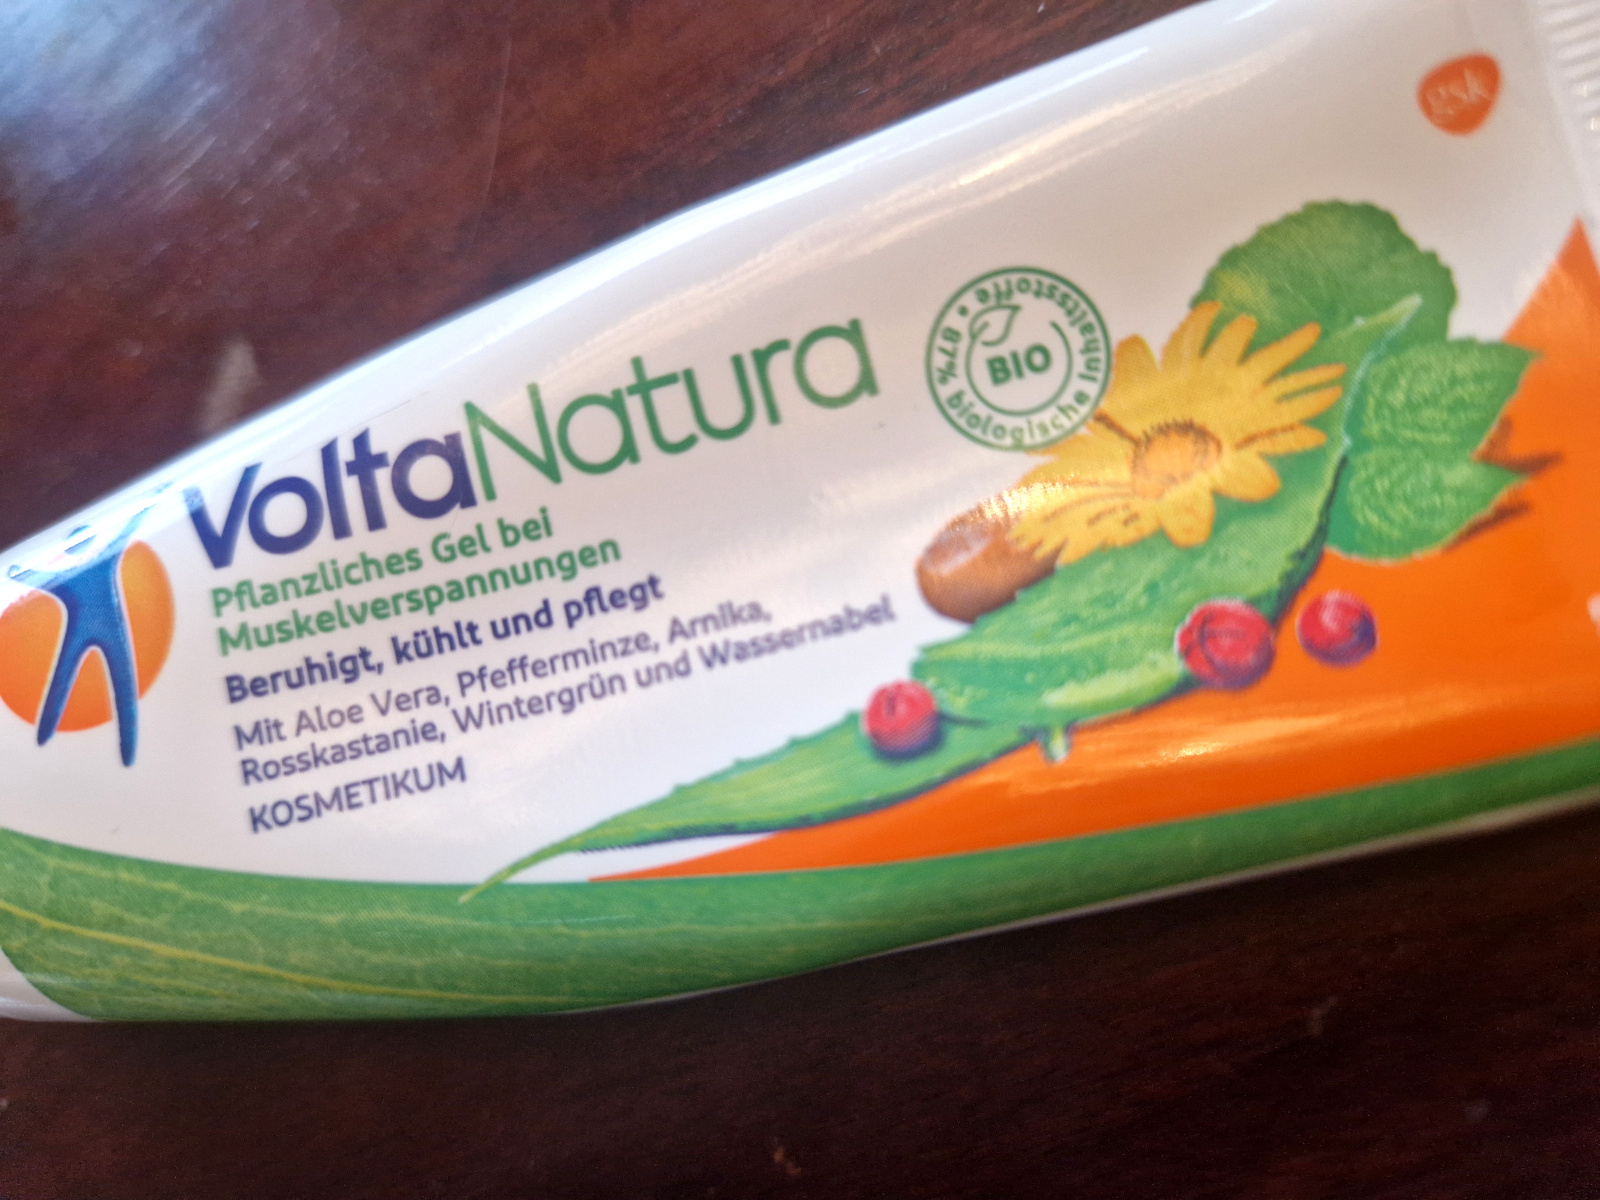 gsk
VoltaNatura
87% biologische Inhaltsstoffe •
BIO
Pflanzliches Gel bei
Muskelverspannungen
Beruhigt, kühlt und pflegt
Mit Aloe Vera, Pfefferminze, Arnika,
Rosskastanie, Wintergrün und Wassernabel
KOSMETIKUM